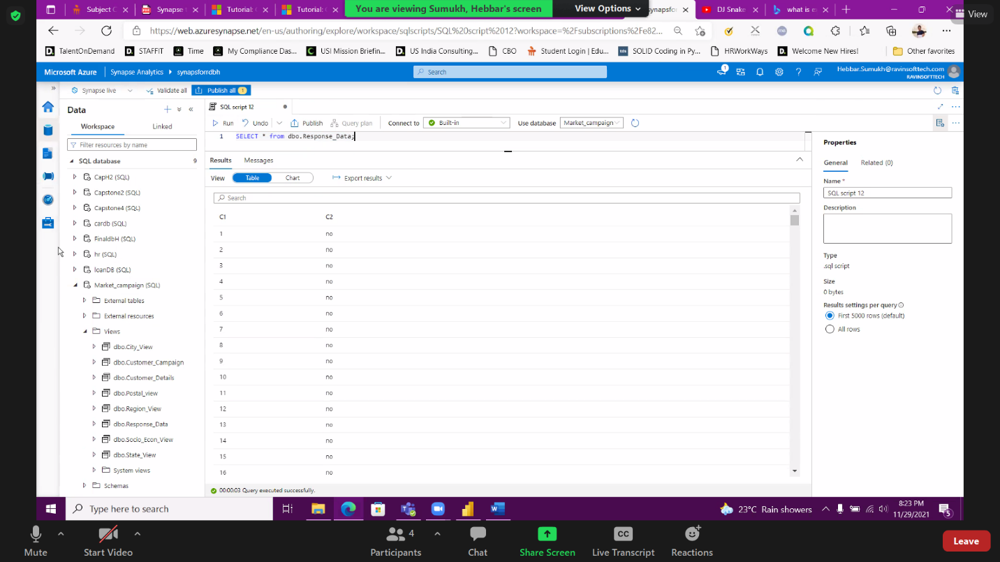 You are viewing Sumukh, Hebbar's screen
View Options
View
Subject C
Synapse
Tutorial:
Tutorial:
synapsfor
DJ Snake
what is e
https://web.azuresynapse.net/en-us/authoring/explore/workspace/sqlscripts/SQL%20script%2012?workspace=%2Fsubscriptions%2Fe82...
TalentOnDemand
STAFFIT
Time
My Compliance Das...
USI Mission Briefin...
US India Consulting...
CBO
Student Login | Edu...
SOLID Coding in Py...
HRWorkWays
Welcome New Hires!
Other favorites
Microsoft Azure
Synapse Analytics
synapsforrdbh
Search
1
Hebbar.Sumukh@ravinsofttech.com
RAVINSOFTTECH
Synapse live
Validate all
Publish all 1
Data
Workspace
Linked
Filter resources by name
SQL database 9
CapH2 (SQL)
Capstone2 (SQL)
Capstone4 (SQL)
cardb (SQL)
FinaldbH (SQL)
hr (SQL)
loanDB (SQL)
Market_campaign (SQL)
External tables
External resources
Views
dbo.City_View
dbo.Customer_Campaign
dbo.Customer_Details
dbo.Postal_view
dbo.Region_View
dbo.Response_Data
dbo.Socio_Econ_View
dbo.State_View
System views
Schemas
SQL script 12
Run
Undo
Publish
Query plan
Connect to
Built-in
Use database
Market_campaign
1 SELECT * from dbo.Response_Data;
Results
Messages
View
Table
Chart
Export results
Search
C1 C2
1 no
2 no
3 no
4 no
5 no
6 no
7 no
8 no
9 no
10 no
11 no
12 no
13 no
14 no
15 no
16 no
00:00:03 Query executed successfully.
Properties
General
Related (0)
Name *
SQL script 12
Description
Type
.sql script
Size
0 bytes
Results settings per query
First 5000 rows (default)
All rows
Type here to search
23°C Rain showers
8:23 PM
11/29/2021
5
Mute
Start Video
Participants
4
Chat
Share Screen
CC
Live Transcript
Reactions
Leave